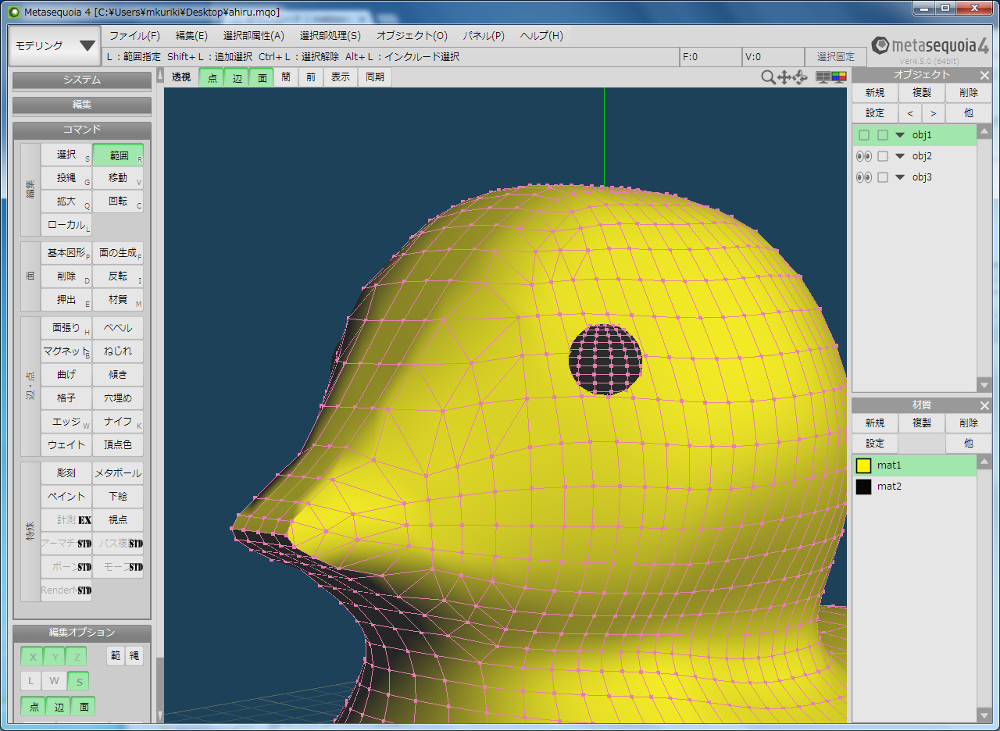 Metasequoia 4 [C:¥Users¥mkuriki¥Desktop¥ahiru.mqo]
モデリング
ファイル(F) 編集(E) 選択部属性(A) 選択部処理(S) オブジェクト(O) パネル(P) ヘルプ(H)
L : 範囲指定 Shift+L : 追加選択 Ctrl+L : 選択解除 Alt+L : インクルード選択
F:0 V:0 選択固定
metasequoia 4
Ver4.5.0 (64bit)
システム
編集
コマンド
編集
選択 S 範囲 R
投縄 G 移動 V
拡大 Q 回転 C
ローカル L
面
基本図形 P 面の生成 F
削除 D 反転 I
押出 E 材質 M
辺・点
面張り H ベベル
マグネット B ねじれ
曲げ 傾き
格子 穴埋め
エッジ W ナイフ K
ウェイト 頂点色
特殊
彫刻 メタボール
ペイント 下絵
計測 EX 視点
アーマチ STD パス複 STD
ボーン STD モーフ STD
RenderM STD
編集オプション
X Y Z 範 縄
L W S
点 辺 面
透視 点 辺 面 簡 前 表示 同期
オブジェクト
新規 複製 削除
設定 < > 他
obj1
obj2
obj3
材質
新規 複製 削除
設定 他
mat1
mat2